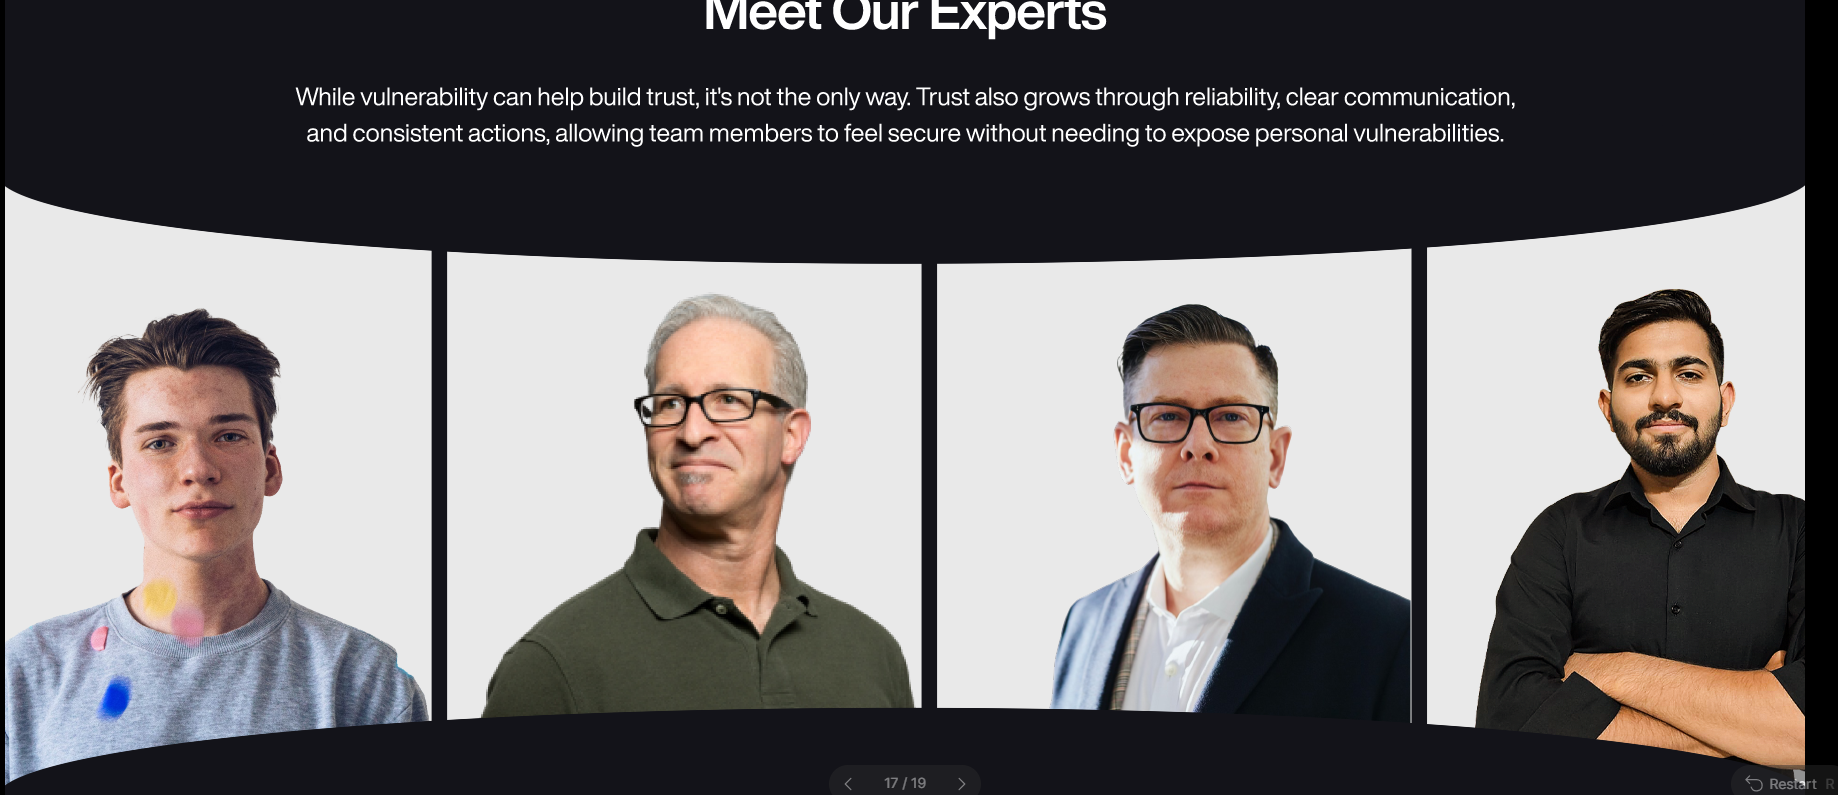 Meet Our Experts
While vulnerability can help build trust, it's not the only way. Trust also grows through reliability, clear communication,
and consistent actions, allowing team members to feel secure without needing to expose personal vulnerabilities.
17 / 19
Restart R